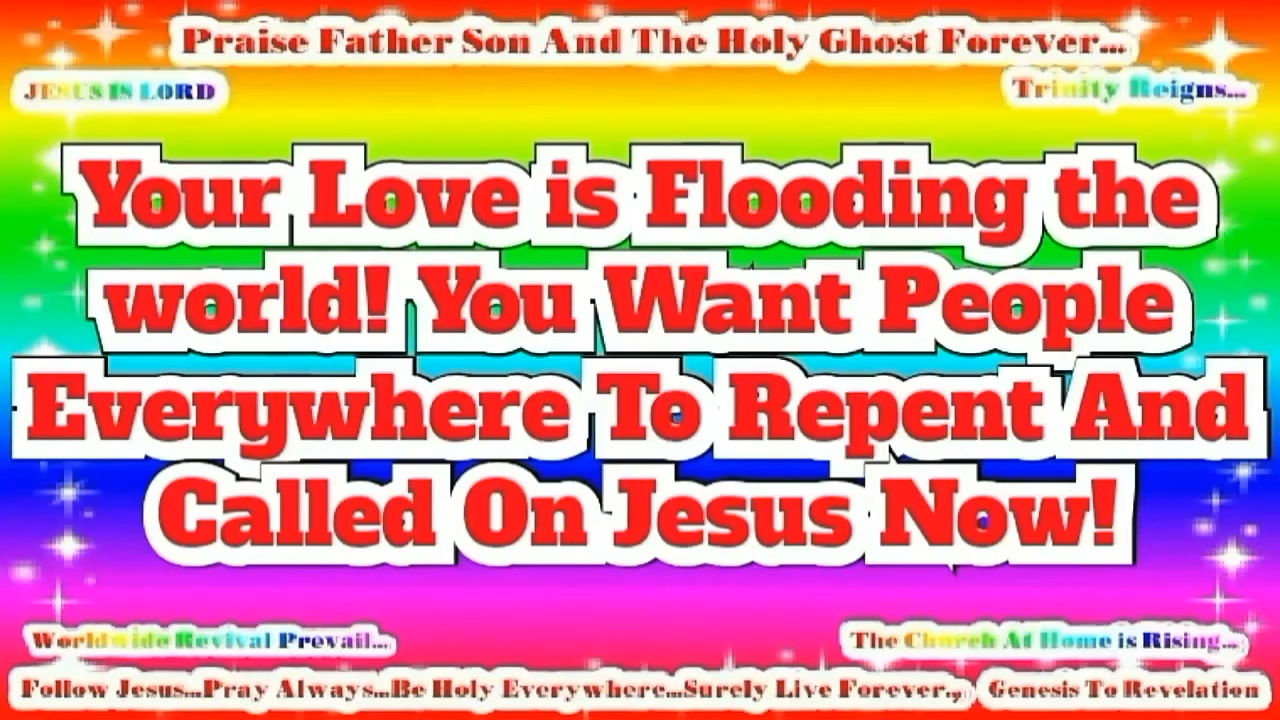 Praise Father Son And The Holy Ghost Forever...
JESUS IS LORD
Trinity Reigns...
Your Love is Flooding the
world! You Want People
Everywhere To Repent And
Called On Jesus Now!
Worldwide Revival Prevail...
The Church At Home is Rising...
Follow Jesus...Pray Always...Be Holy Everywhere...Surely Live Forever..,
Genesis To Revelation